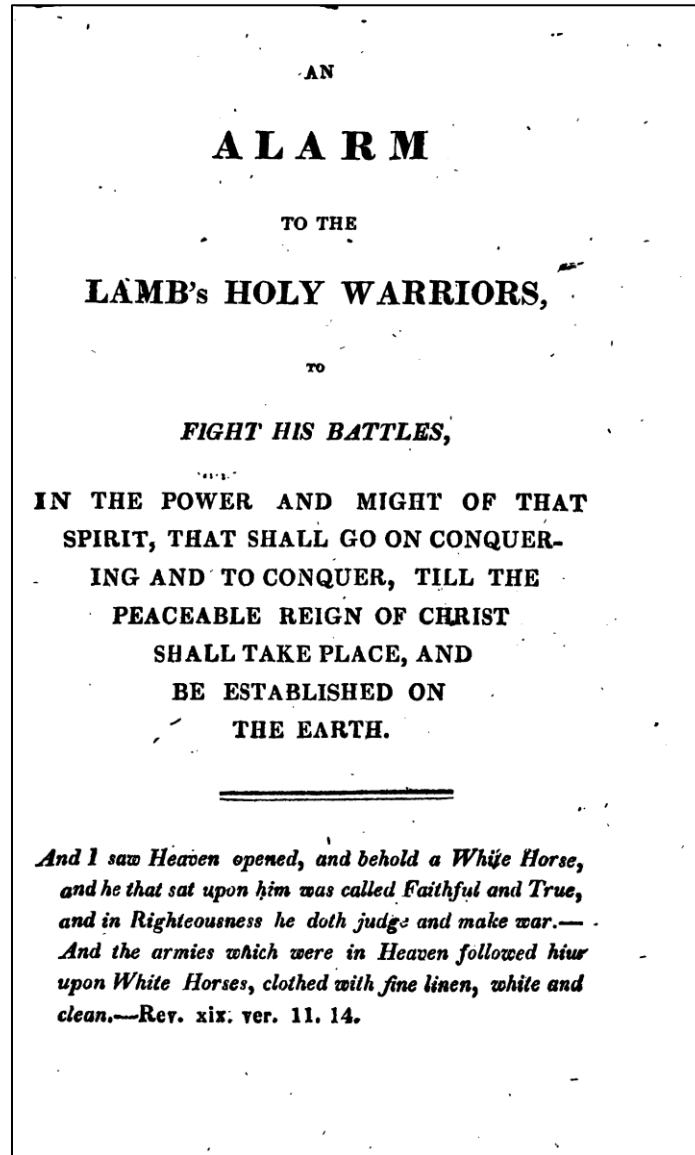 AN
ALARM
TO THE
LAMB's HOLY WARRIORS,
TO
FIGHT HIS BATTLES,
IN THE POWER AND MIGHT OF THAT
SPIRIT, THAT SHALL GO ON CONQUER-
ING AND TO CONQUER, TILL THE
PEACEABLE REIGN OF CHRIST
SHALL TAKE PLACE, AND
BE ESTABLISHED ON
THE EARTH.
And I saw Heaven opened, and behold a White Horse,
and he that sat upon him was called Faithful and True,
and in Righteousness he doth judge and make war.—
And the armies which were in Heaven followed him
upon White Horses, clothed with fine linen, white and
clean.—Rev. xix. ver. 11. 14.